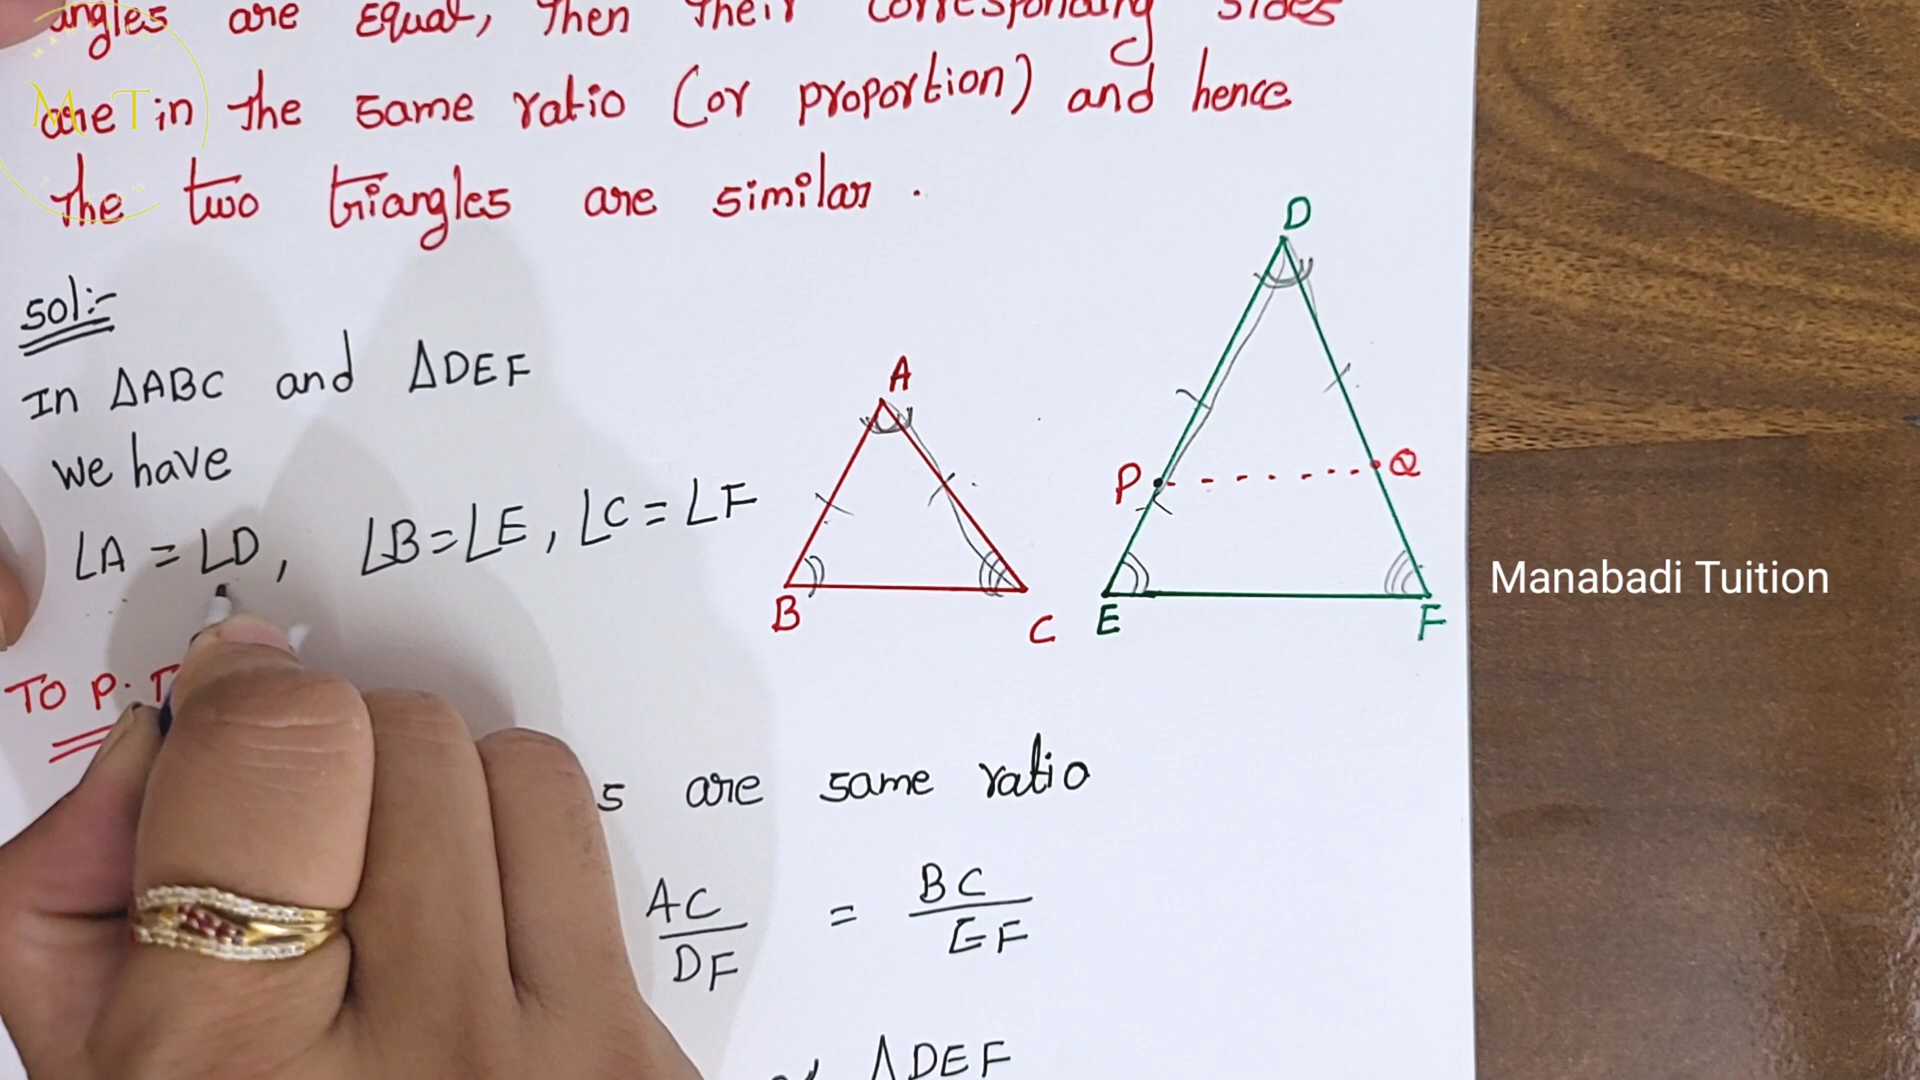 angles are equal, then their corresponding sides
are in the same ratio (or proportion) and hence
the two triangles are similar .
Sol:-
In ΔABC and ΔDEF
we have
∠A = ∠D, ∠B = ∠E, ∠C = ∠F
To P.T
s are same ratio
AC/DF = BC/EF
ΔDEF
A
B
C
D
P
Q
E
F
Manabadi Tuition
MeT